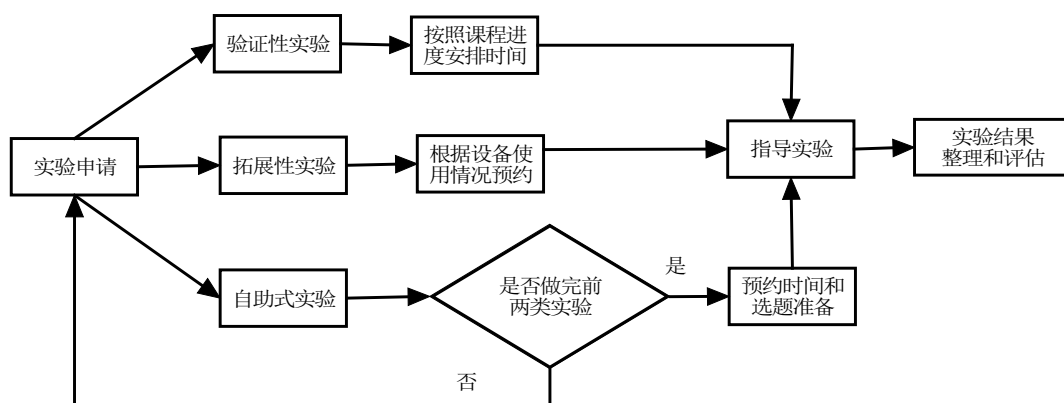 验证性实验
按照课程进
度安排时间
实验申请
拓展性实验
根据设备使
用情况预约
指导实验
实验结果
整理和评估
自助式实验
是否做完前
两类实验
是
预约时间和
选题准备
否